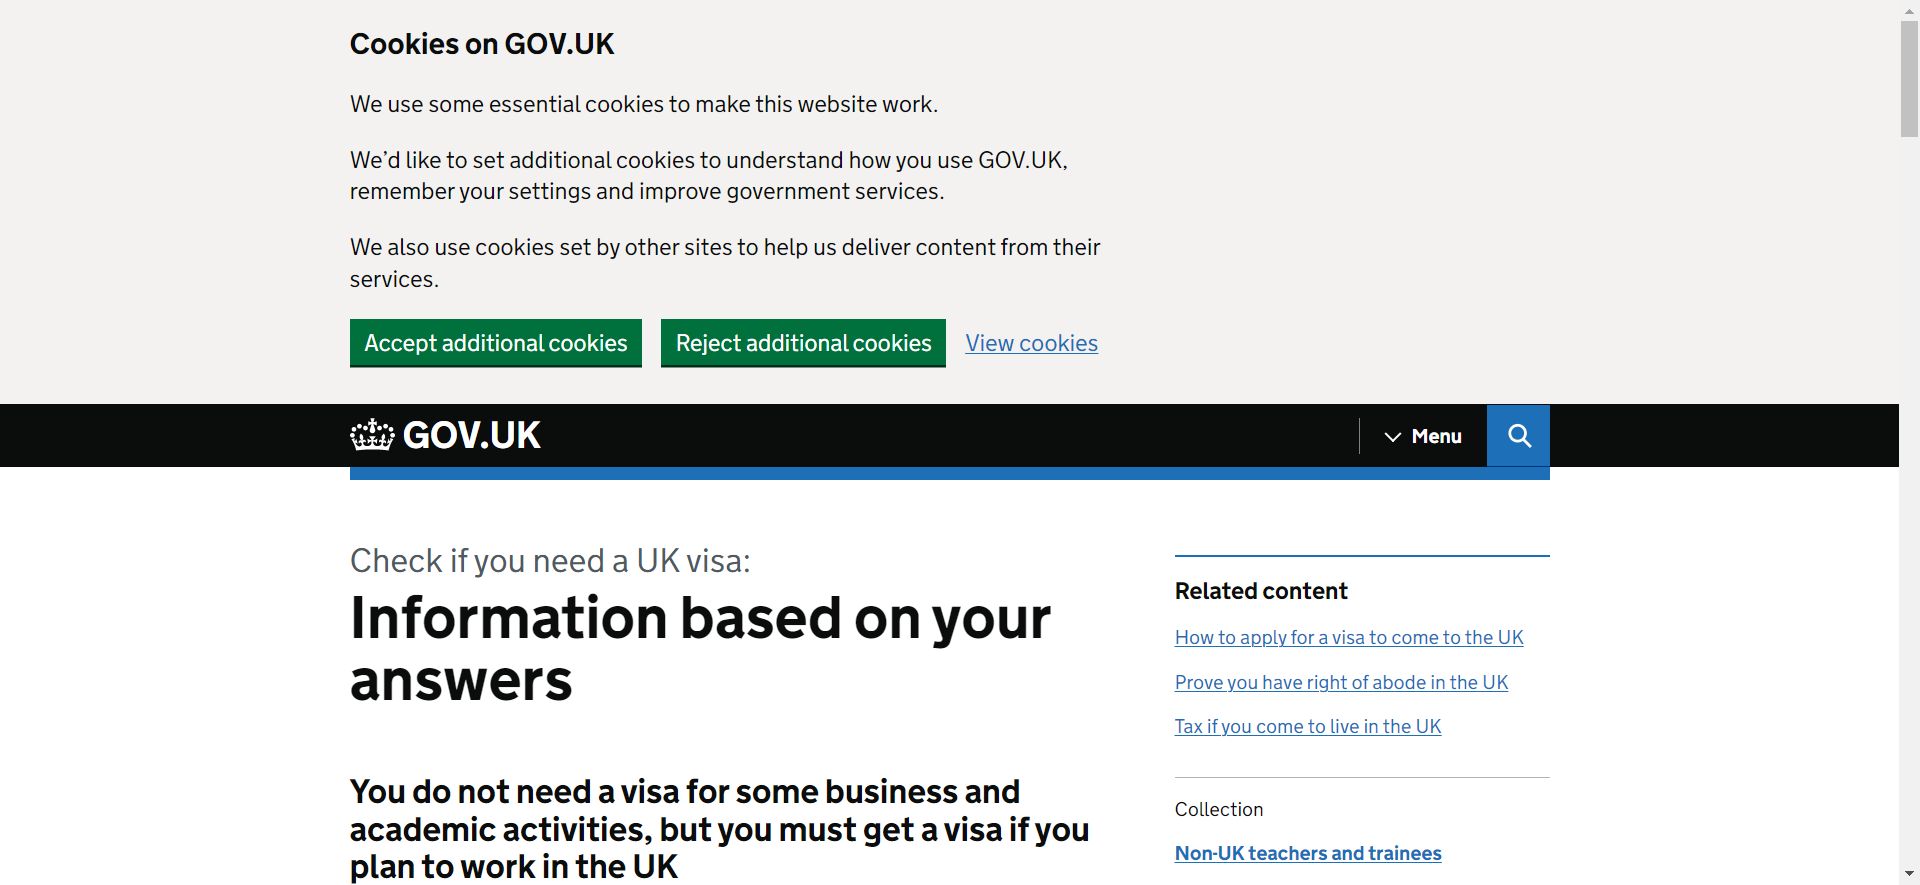 Cookies on GOV.UK
We use some essential cookies to make this website work.
We’d like to set additional cookies to understand how you use GOV.UK,
remember your settings and improve government services.
We also use cookies set by other sites to help us deliver content from their
services.
Accept additional cookies
Reject additional cookies
View cookies
GOV.UK
Menu
Check if you need a UK visa:
Information based on your
answers
You do not need a visa for some business and
academic activities, but you must get a visa if you
plan to work in the UK
Related content
How to apply for a visa to come to the UK
Prove you have right of abode in the UK
Tax if you come to live in the UK
Collection
Non-UK teachers and trainees